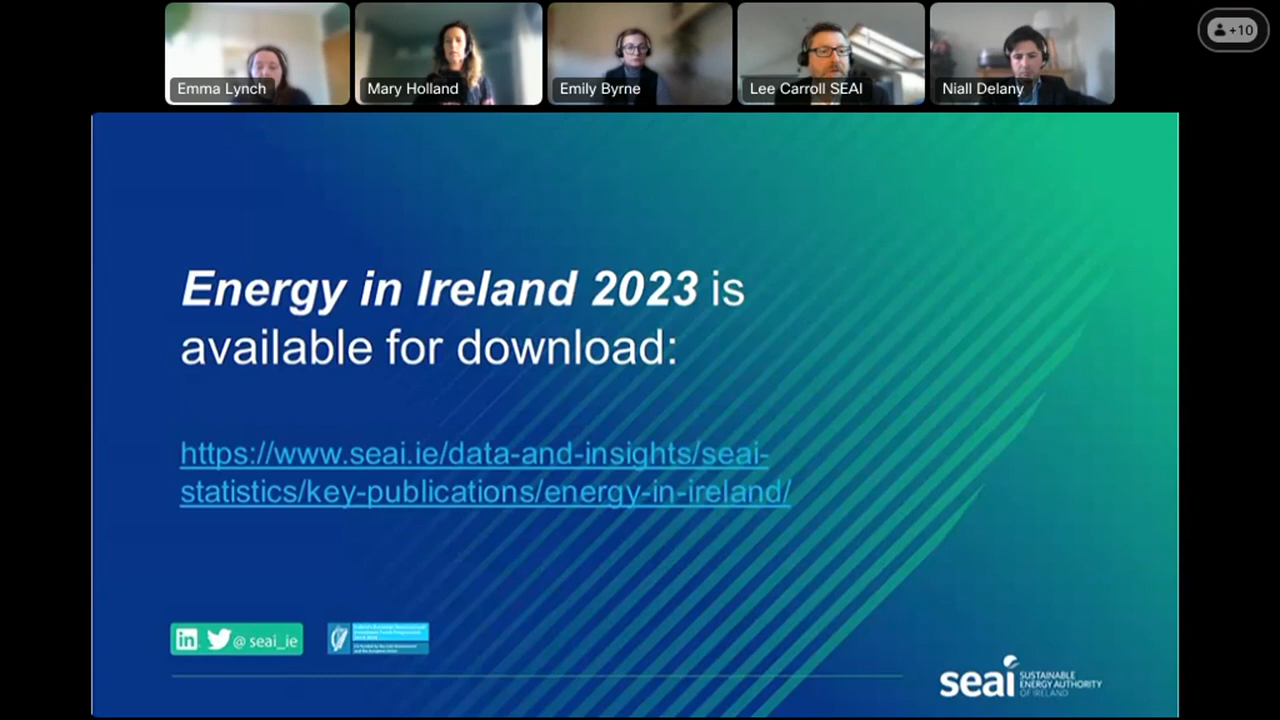 Emma Lynch
Mary Holland
Emily Byrne
Lee Carroll SEAI
Niall Delany
+10
Energy in Ireland 2023 is
available for download:
https://www.seai.ie/data-and-insights/seai-
statistics/key-publications/energy-in-ireland/
in @ seai_ie
seai SUSTAINABLE
ENERGY AUTHORITY
OF IRELAND